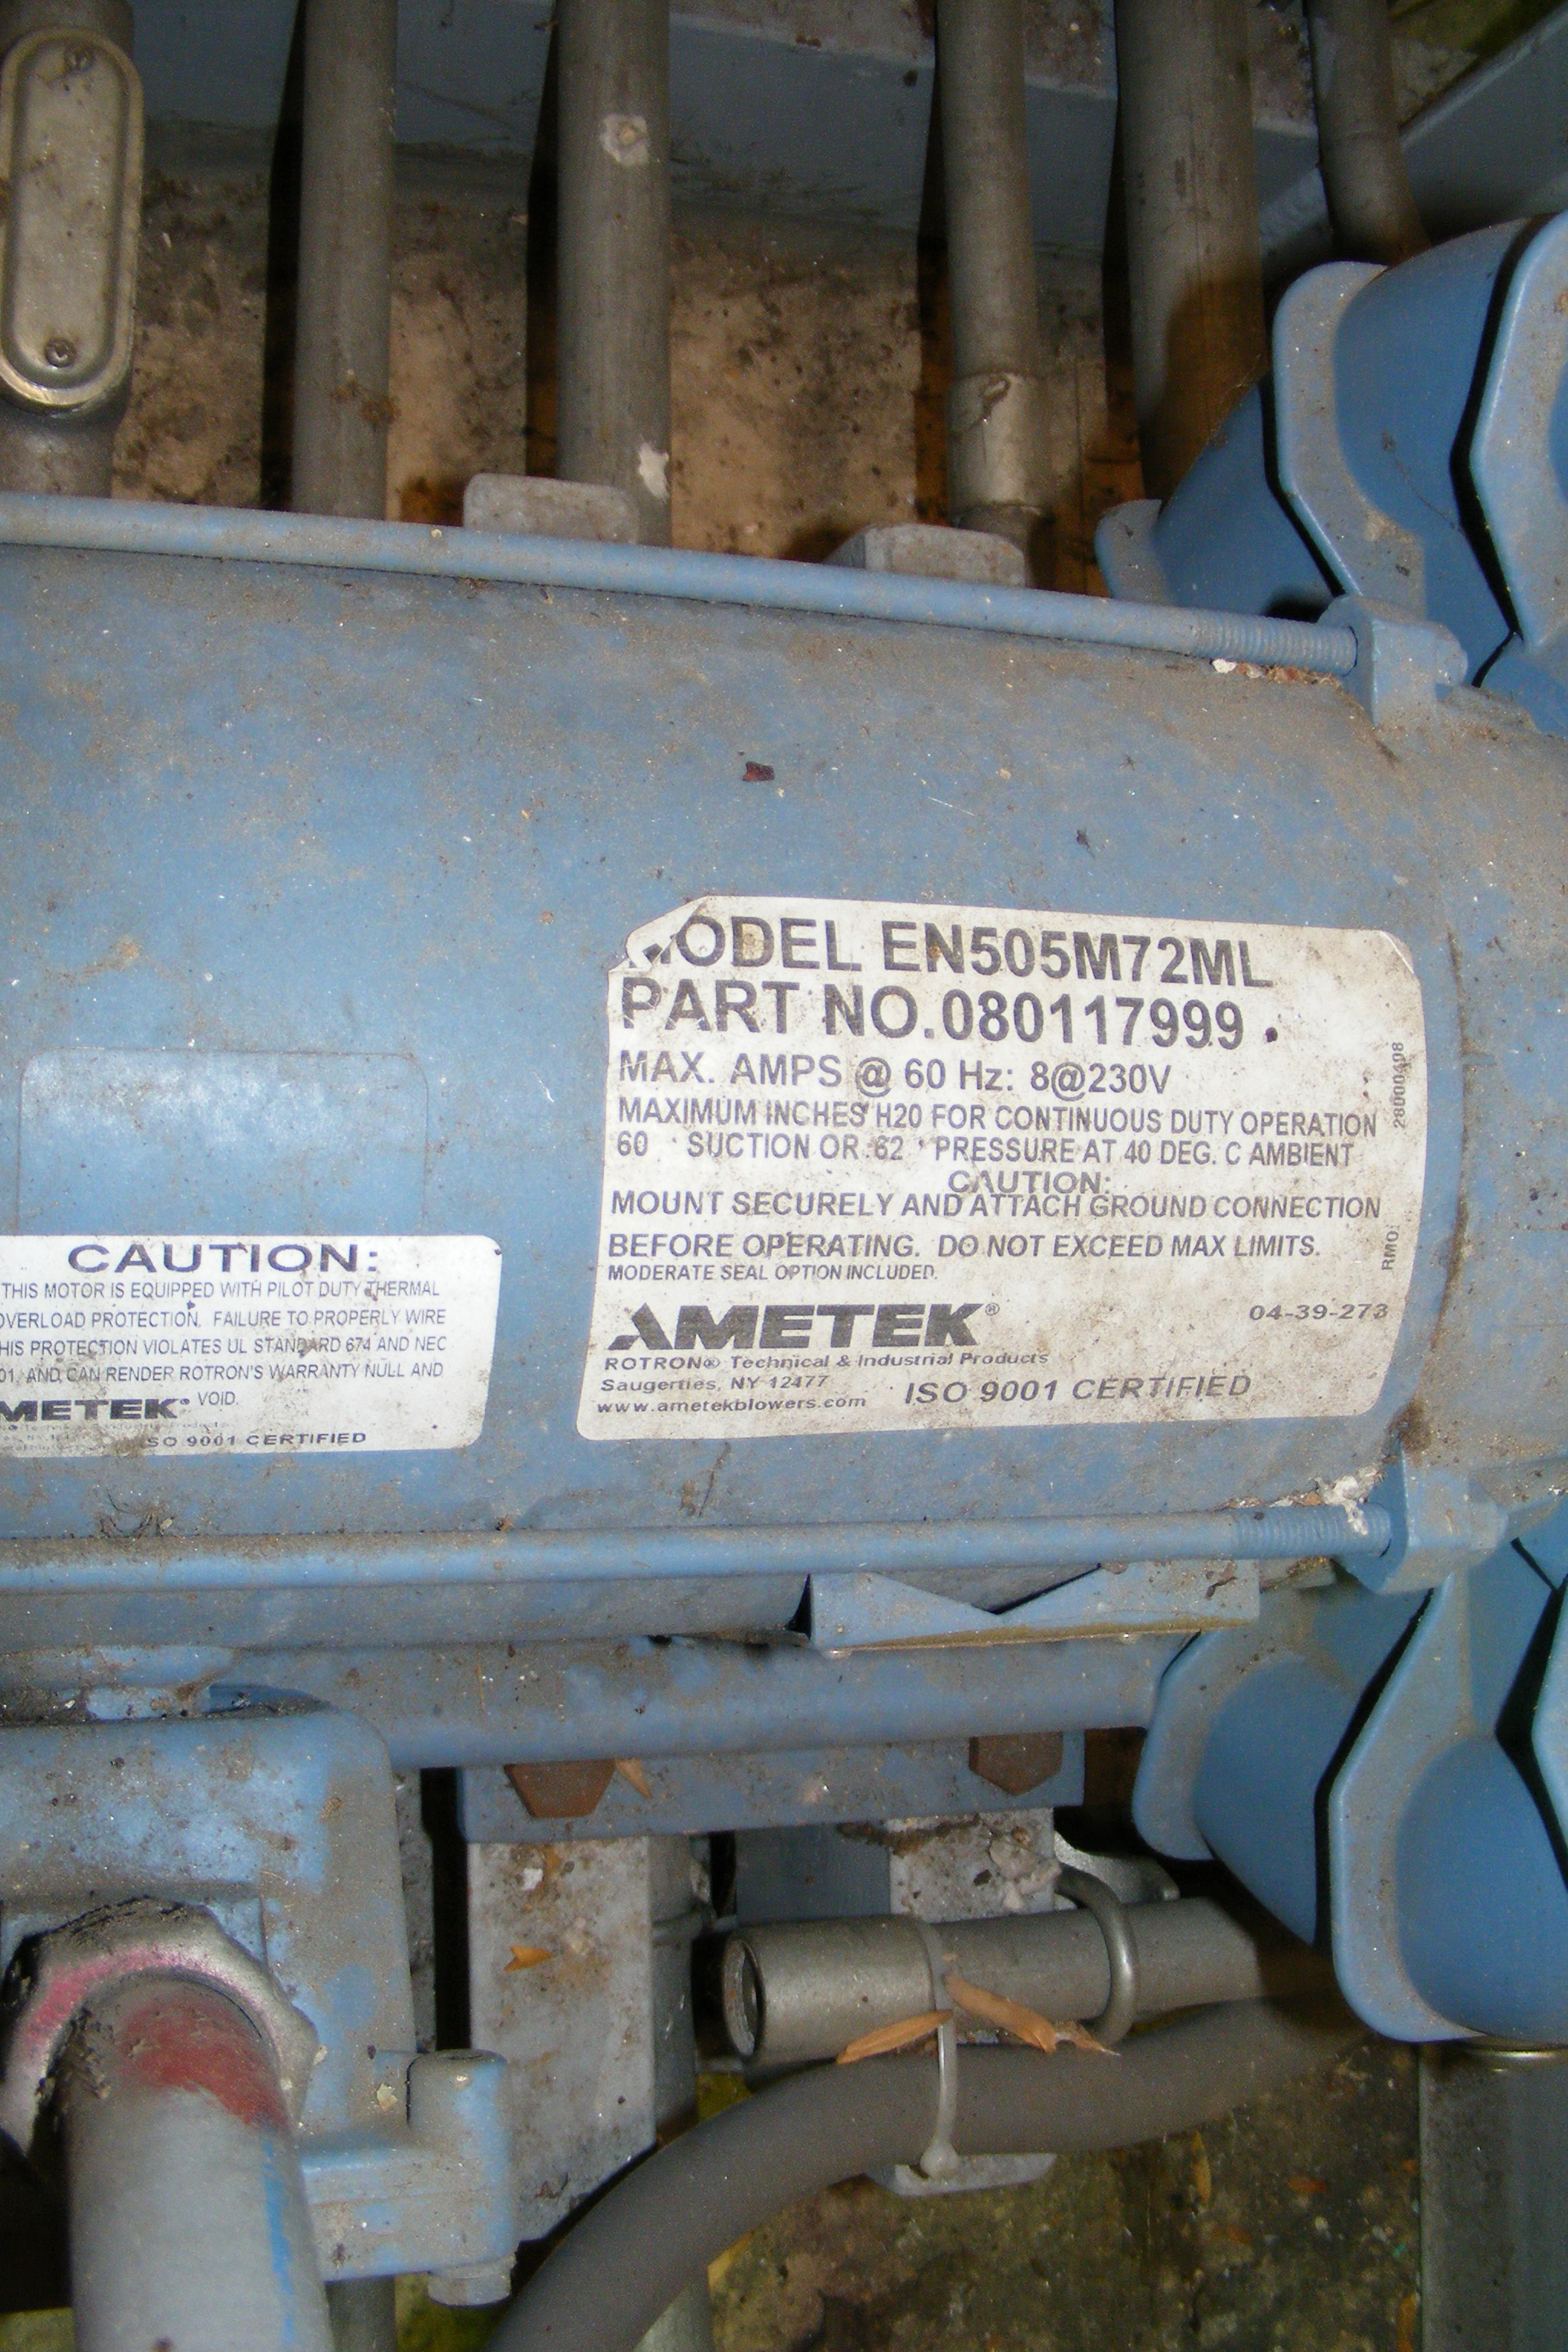 MODEL EN505M72ML
PART NO.080117999
MAX. AMPS @ 60 Hz: 8@230V
MAXIMUM INCHES H20 FOR CONTINUOUS DUTY OPERATION
60 SUCTION OR 62 PRESSURE AT 40 DEG. C AMBIENT
CAUTION:
MOUNT SECURELY AND ATTACH GROUND CONNECTION
BEFORE OPERATING. DO NOT EXCEED MAX LIMITS.
MODERATE SEAL OPTION INCLUDED.
AMETEK®
04-39-273
ROTRON® Technical & Industrial Products
Saugerties, NY 12477
ISO 9001 CERTIFIED
www.ametekblowers.com
28000498
CAUTION:
THIS MOTOR IS EQUIPPED WITH PILOT DUTY THERMAL
OVERLOAD PROTECTION. FAILURE TO PROPERLY WIRE
HIS PROTECTION VIOLATES UL STANDARD 674 AND NEC
01, AND CAN RENDER ROTRON'S WARRANTY NULL AND
VOID.
METEK®
ISO 9001 CERTIFIED